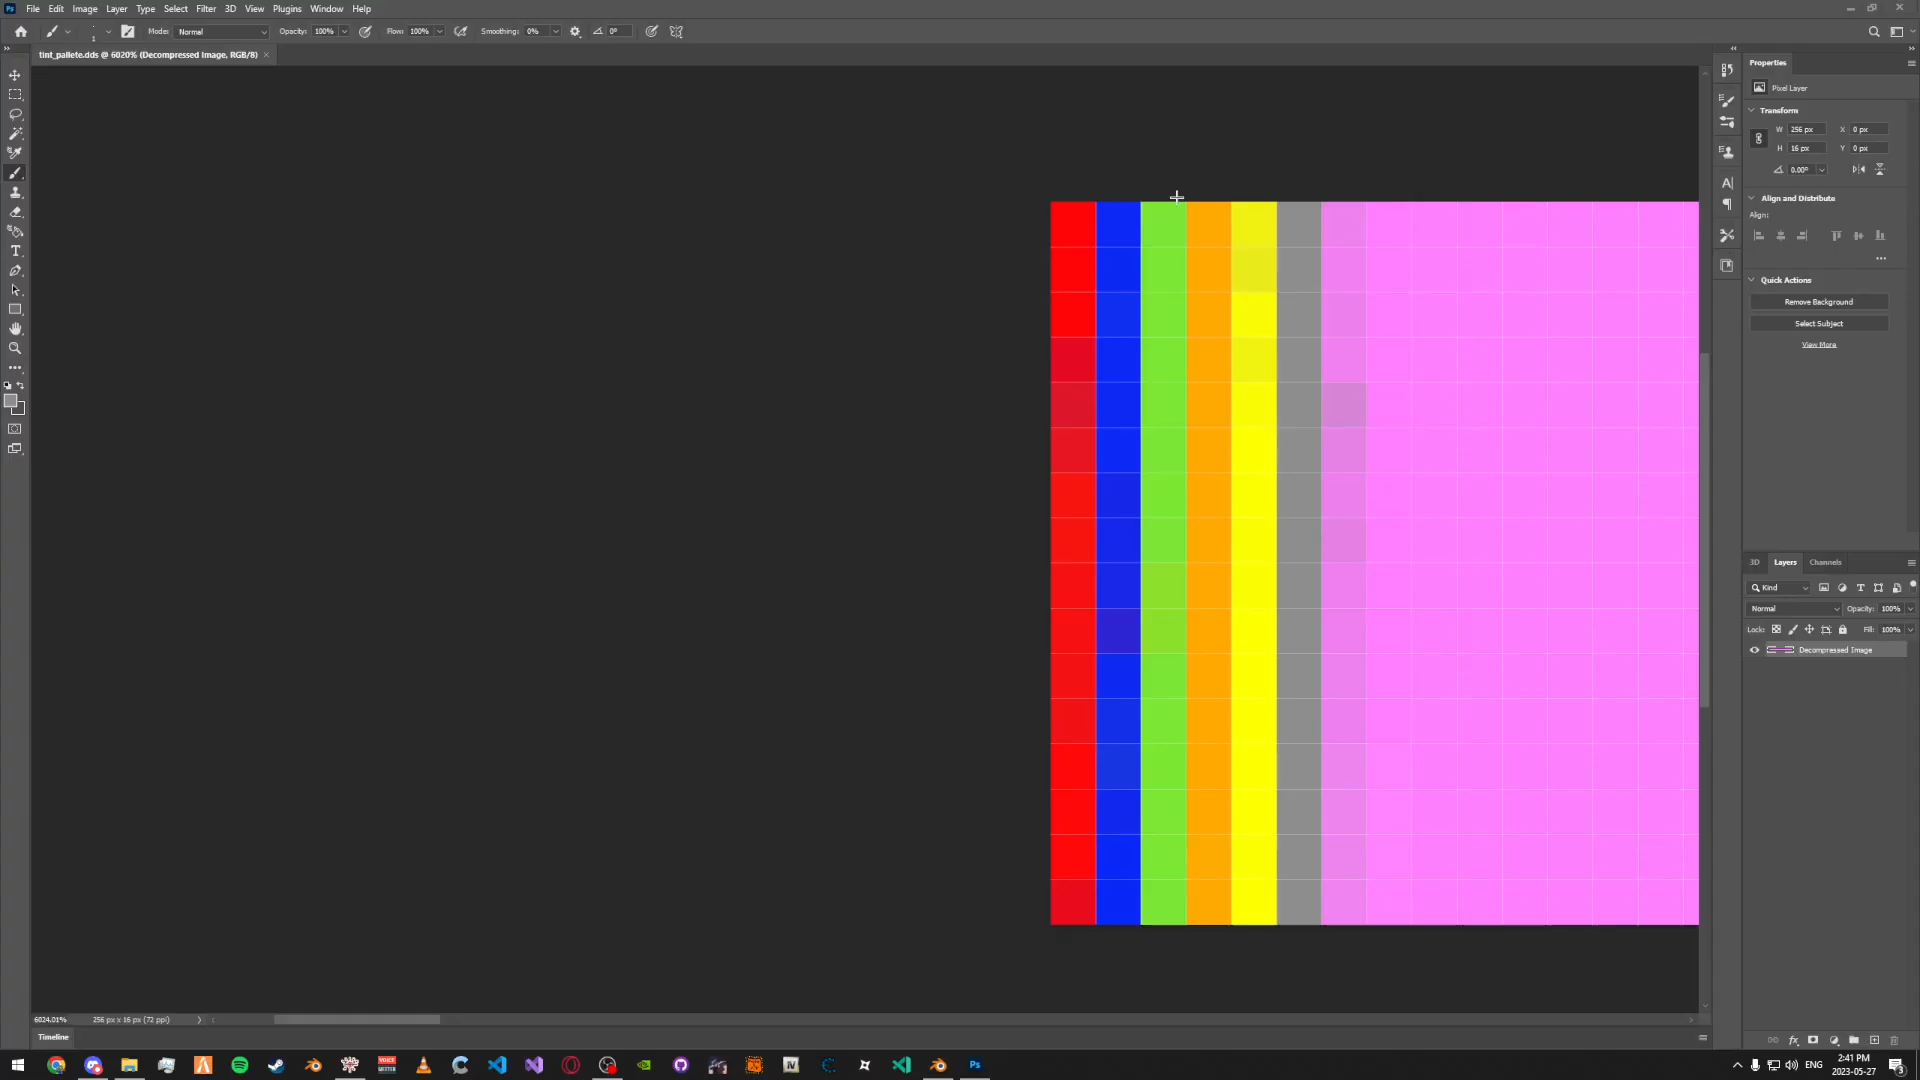 File Edit Image Layer Type Select Filter 3D View Plugins Window Help
1 Mode: Normal Opacity: 100% Flow: 100% Smoothing: 0% 0°
tint_pallete.dds @ 6020% (Decompressed Image, RGB/8) ×
Properties
Pixel Layer
Transform
W 256 px X 0 px
H 16 px Y 0 px
0.00°
Align and Distribute
Align:
Quick Actions
Remove Background
Select Subject
View More
3D Layers Channels
Kind
Normal Opacity: 100%
Lock: Fill: 100%
Decompressed Image
6024.01% 256 px x 16 px (72 ppi)
Timeline
ENG 2:41 PM
2023-05-27